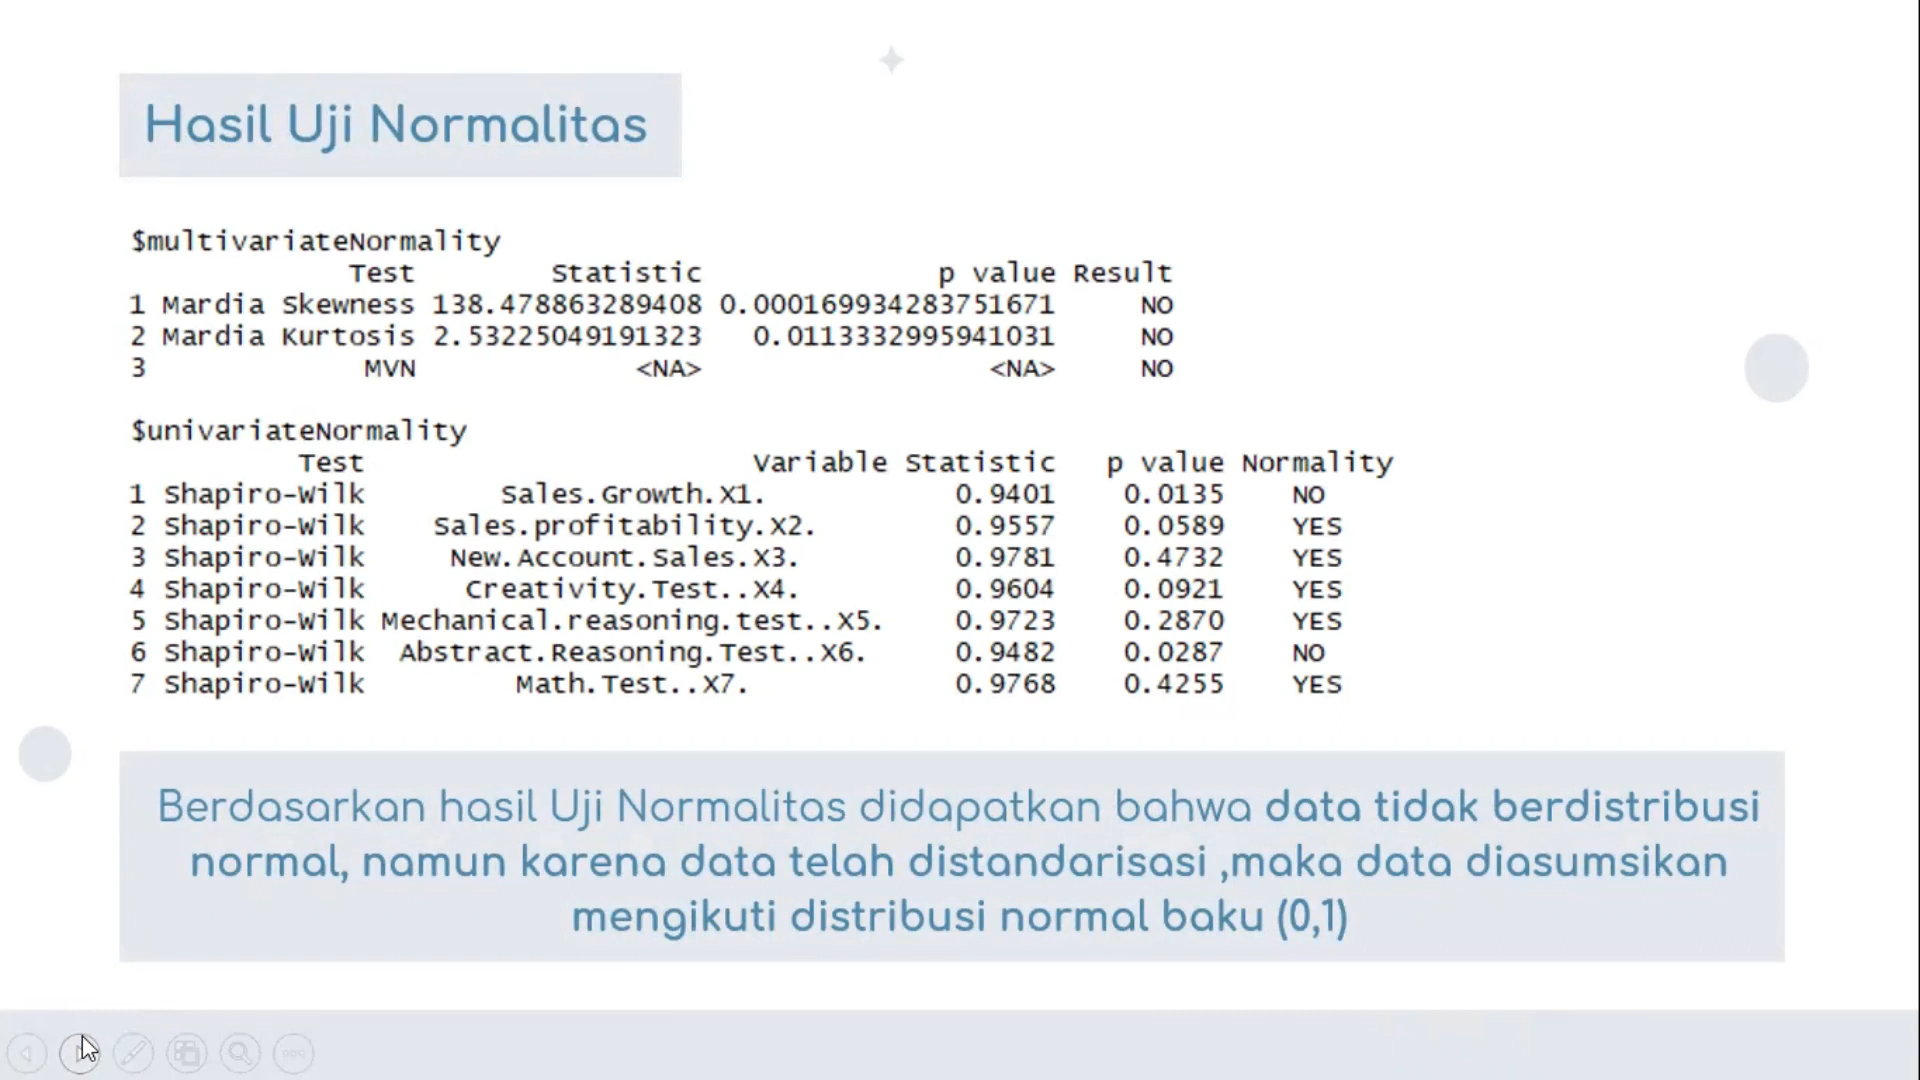 Hasil Uji Normalitas
$multivariateNormality
Test Statistic p value Result
1 Mardia Skewness 138.478863289408 0.000169934283751671 NO
2 Mardia Kurtosis 2.53225049191323 0.0113332995941031 NO
3 MVN <NA> <NA> NO
$univariateNormality
Test Variable Statistic p value Normality
1 Shapiro-Wilk Sales.Growth.X1. 0.9401 0.0135 NO
2 Shapiro-Wilk Sales.profitability.X2. 0.9557 0.0589 YES
3 Shapiro-Wilk New.Account.Sales.X3. 0.9781 0.4732 YES
4 Shapiro-Wilk Creativity.Test..X4. 0.9604 0.0921 YES
5 Shapiro-Wilk Mechanical.reasoning.test..X5. 0.9723 0.2870 YES
6 Shapiro-Wilk Abstract.Reasoning.Test..X6. 0.9482 0.0287 NO
7 Shapiro-Wilk Math.Test..X7. 0.9768 0.4255 YES
Berdasarkan hasil Uji Normalitas didapatkan bahwa data tidak berdistribusi
normal, namun karena data telah distandarisasi ,maka data diasumsikan
mengikuti distribusi normal baku (0,1)